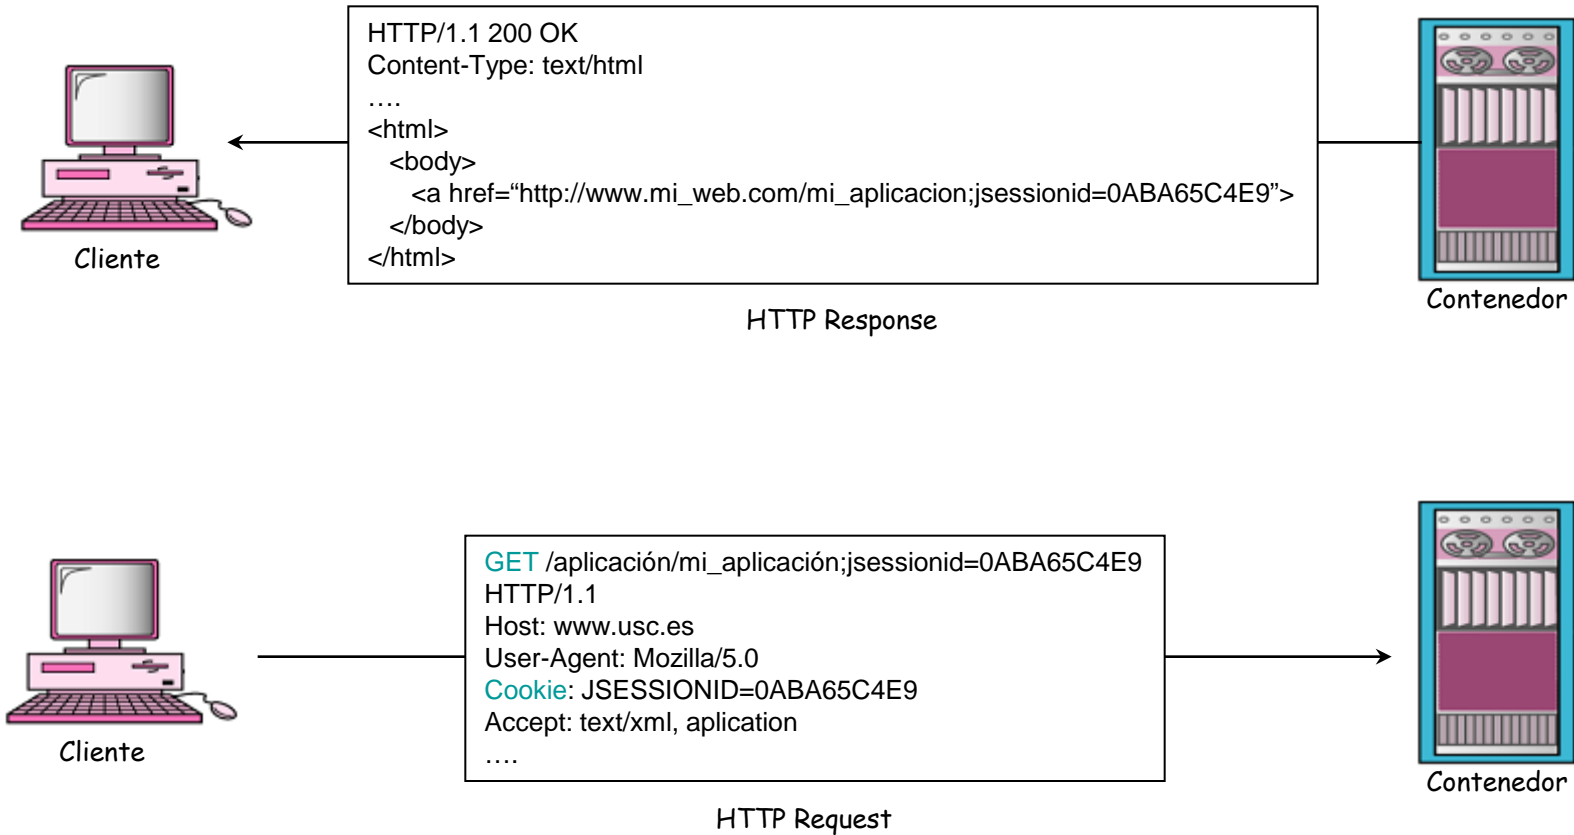 HTTP/1.1 200 OK
Content-Type: text/html
….
<html>
<body>
<a href=“http://www.mi_web.com/mi_aplicacion;jsessionid=0ABA65C4E9”>
</body>
</html>
Cliente
Contenedor
HTTP Response
GET /aplicación/mi_aplicación;jsessionid=0ABA65C4E9
HTTP/1.1
Host: www.usc.es
User-Agent: Mozilla/5.0
Cookie: JSESSIONID=0ABA65C4E9
Accept: text/xml, aplication
….
Cliente
Contenedor
HTTP Request